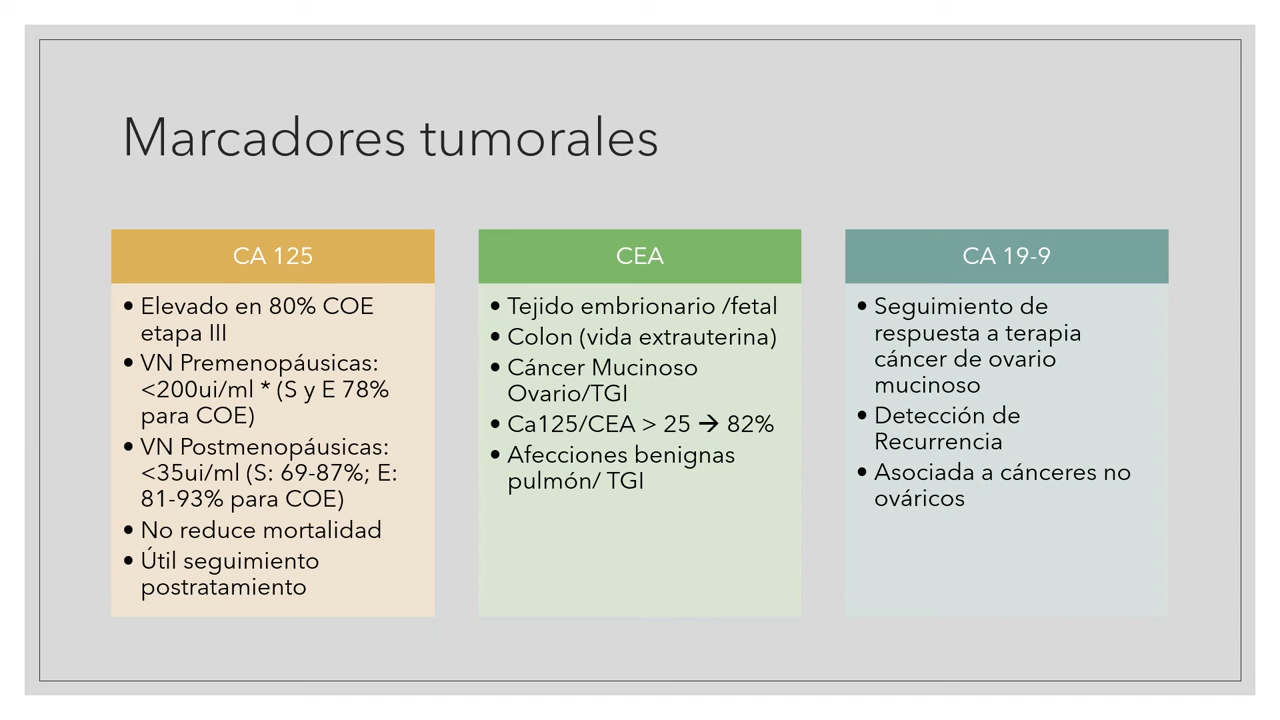 Marcadores tumorales
CA 125
• Elevado en 80% COE
etapa III
• VN Premenopáusicas:
<200ui/ml * (S y E 78%
para COE)
• VN Postmenopáusicas:
<35ui/ml (S: 69-87%; E:
81-93% para COE)
• No reduce mortalidad
• Útil seguimiento
postratamiento
CEA
• Tejido embrionario /fetal
• Colon (vida extrauterina)
• Cáncer Mucinoso
Ovario/TGI
• Ca125/CEA > 25 → 82%
• Afecciones benignas
pulmón/ TGI
CA 19-9
• Seguimiento de
respuesta a terapia
cáncer de ovario
mucinoso
• Detección de
Recurrencia
• Asociada a cánceres no
ováricos